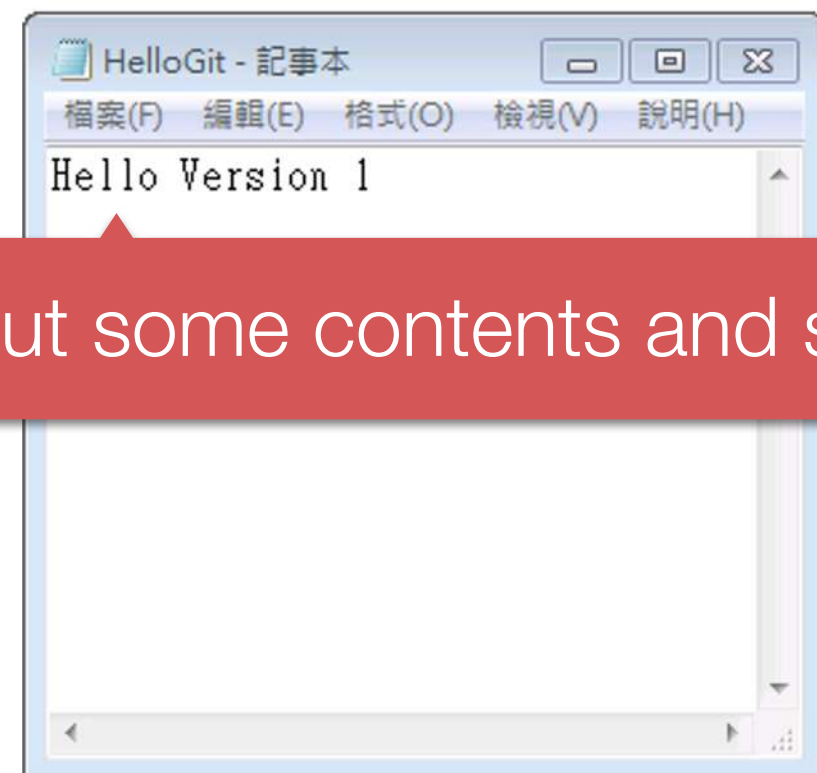 HelloGit - 記事本
檔案(F) 編輯(E) 格式(O) 檢視(V) 說明(H)
Hello Version 1
ut some contents and s